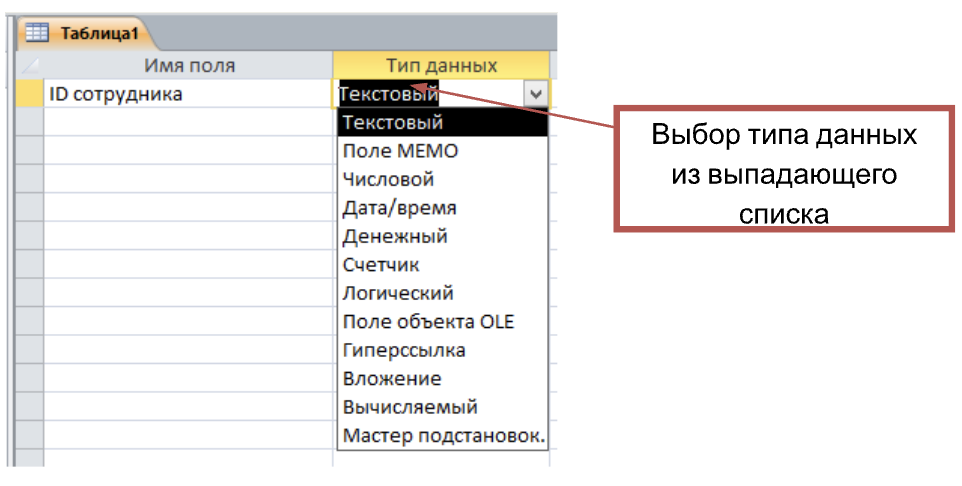 Таблица1
Имя поля Тип данных
ID сотрудника Текстовый
Текстовый
Поле МЕМО
Числовой
Дата/время
Денежный
Счетчик
Логический
Поле объекта OLE
Гиперссылка
Вложение
Вычисляемый
Мастер подстановок.
Выбор типа данных
из выпадающего
списка